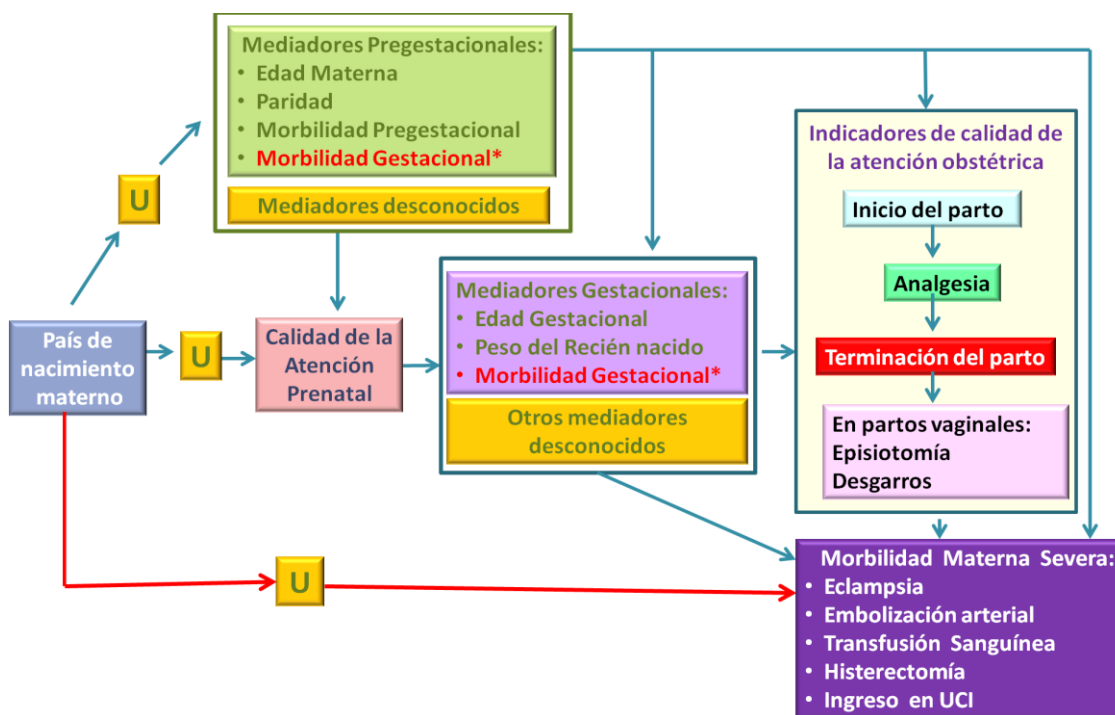 Mediadores Pregestacionales:
• Edad Materna
• Paridad
• Morbilidad Pregestacional
• Morbilidad Gestacional*
Mediadores desconocidos
U
País de
nacimiento
materno
U
Calidad de la
Atención
Prenatal
Mediadores Gestacionales:
• Edad Gestacional
• Peso del Recién nacido
• Morbilidad Gestacional*
Otros mediadores
desconocidos
Indicadores de calidad de
la atención obstétrica
Inicio del parto
Analgesia
Terminación del parto
En partos vaginales:
Episiotomía
Desgarros
U
Morbilidad Materna Severa:
• Eclampsia
• Embolización arterial
• Transfusión Sanguínea
• Histerectomía
• Ingreso en UCI